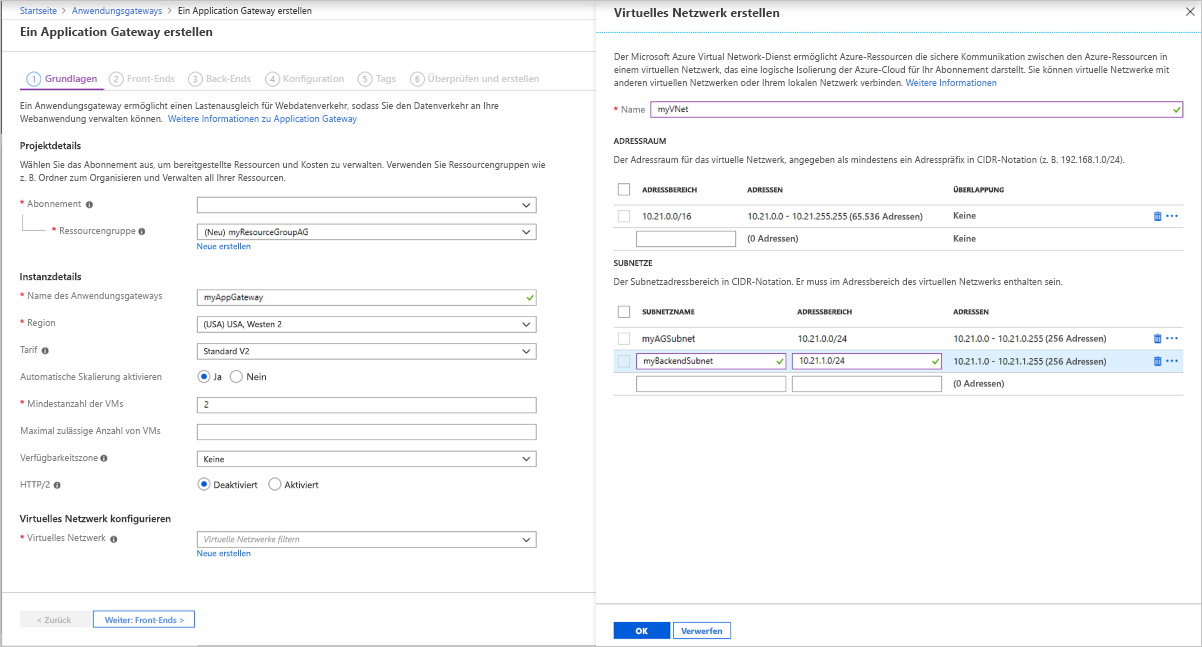 Startseite > Anwendungsgateways > Ein Application Gateway erstellen
Ein Application Gateway erstellen
1 Grundlagen 2 Front-Ends 3 Back-Ends 4 Konfiguration 5 Tags 6 Überprüfen und erstellen
Ein Anwendungsgateway ermöglicht einen Lastenausgleich für Webdatenverkehr, sodass Sie den Datenverkehr an Ihre
Webanwendung verwalten können. Weitere Informationen zu Application Gateway
Projektdetails
Wählen Sie das Abonnement aus, um bereitgestellte Ressourcen und Kosten zu verwalten. Verwenden Sie Ressourcengruppen wie
z. B. Ordner zum Organisieren und Verwalten all Ihrer Ressourcen.
* Abonnement
* Ressourcengruppe (Neu) myResourceGroupAG
Neue erstellen
Instanzdetails
* Name des Anwendungsgateways myAppGateway
* Region (USA) USA, Westen 2
Tarif Standard V2
Automatische Skalierung aktivieren Ja Nein
* Mindestanzahl der VMs 2
Maximal zulässige Anzahl von VMs
Verfügbarkeitszone Keine
HTTP/2 Deaktiviert Aktiviert
Virtuelles Netzwerk konfigurieren
* Virtuelles Netzwerk Virtuelle Netzwerke filtern
Neue erstellen
< Zurück Weiter: Front-Ends >
Virtuelles Netzwerk erstellen
Der Microsoft Azure Virtual Network-Dienst ermöglicht Azure-Ressourcen die sichere Kommunikation zwischen den Azure-Ressourcen in
einem virtuellen Netzwerk, das eine logische Isolierung der Azure-Cloud für Ihr Abonnement darstellt. Sie können virtuelle Netzwerke mit
anderen virtuellen Netzwerken oder Ihrem lokalen Netzwerk verbinden. Weitere Informationen
* Name myVNet
ADRESSRAUM
Der Adressraum für das virtuelle Netzwerk, angegeben als mindestens ein Adresspräfix in CIDR-Notation (z. B. 192.168.1.0/24).
ADRESSBEREICH ADRESSEN ÜBERLAPPUNG
10.21.0.0/16 10.21.0.0 - 10.21.255.255 (65.536 Adressen) Keine
(0 Adressen) Keine
SUBNETZE
Der Subnetzadressbereich in CIDR-Notation. Er muss im Adressbereich des virtuellen Netzwerks enthalten sein.
SUBNETZNAME ADRESSBEREICH ADRESSEN
myAGSubnet 10.21.0.0/24 10.21.0.0 - 10.21.0.255 (256 Adressen)
myBackendSubnet 10.21.1.0/24 10.21.1.0 - 10.21.1.255 (256 Adressen)
(0 Adressen)
OK Verwerfen